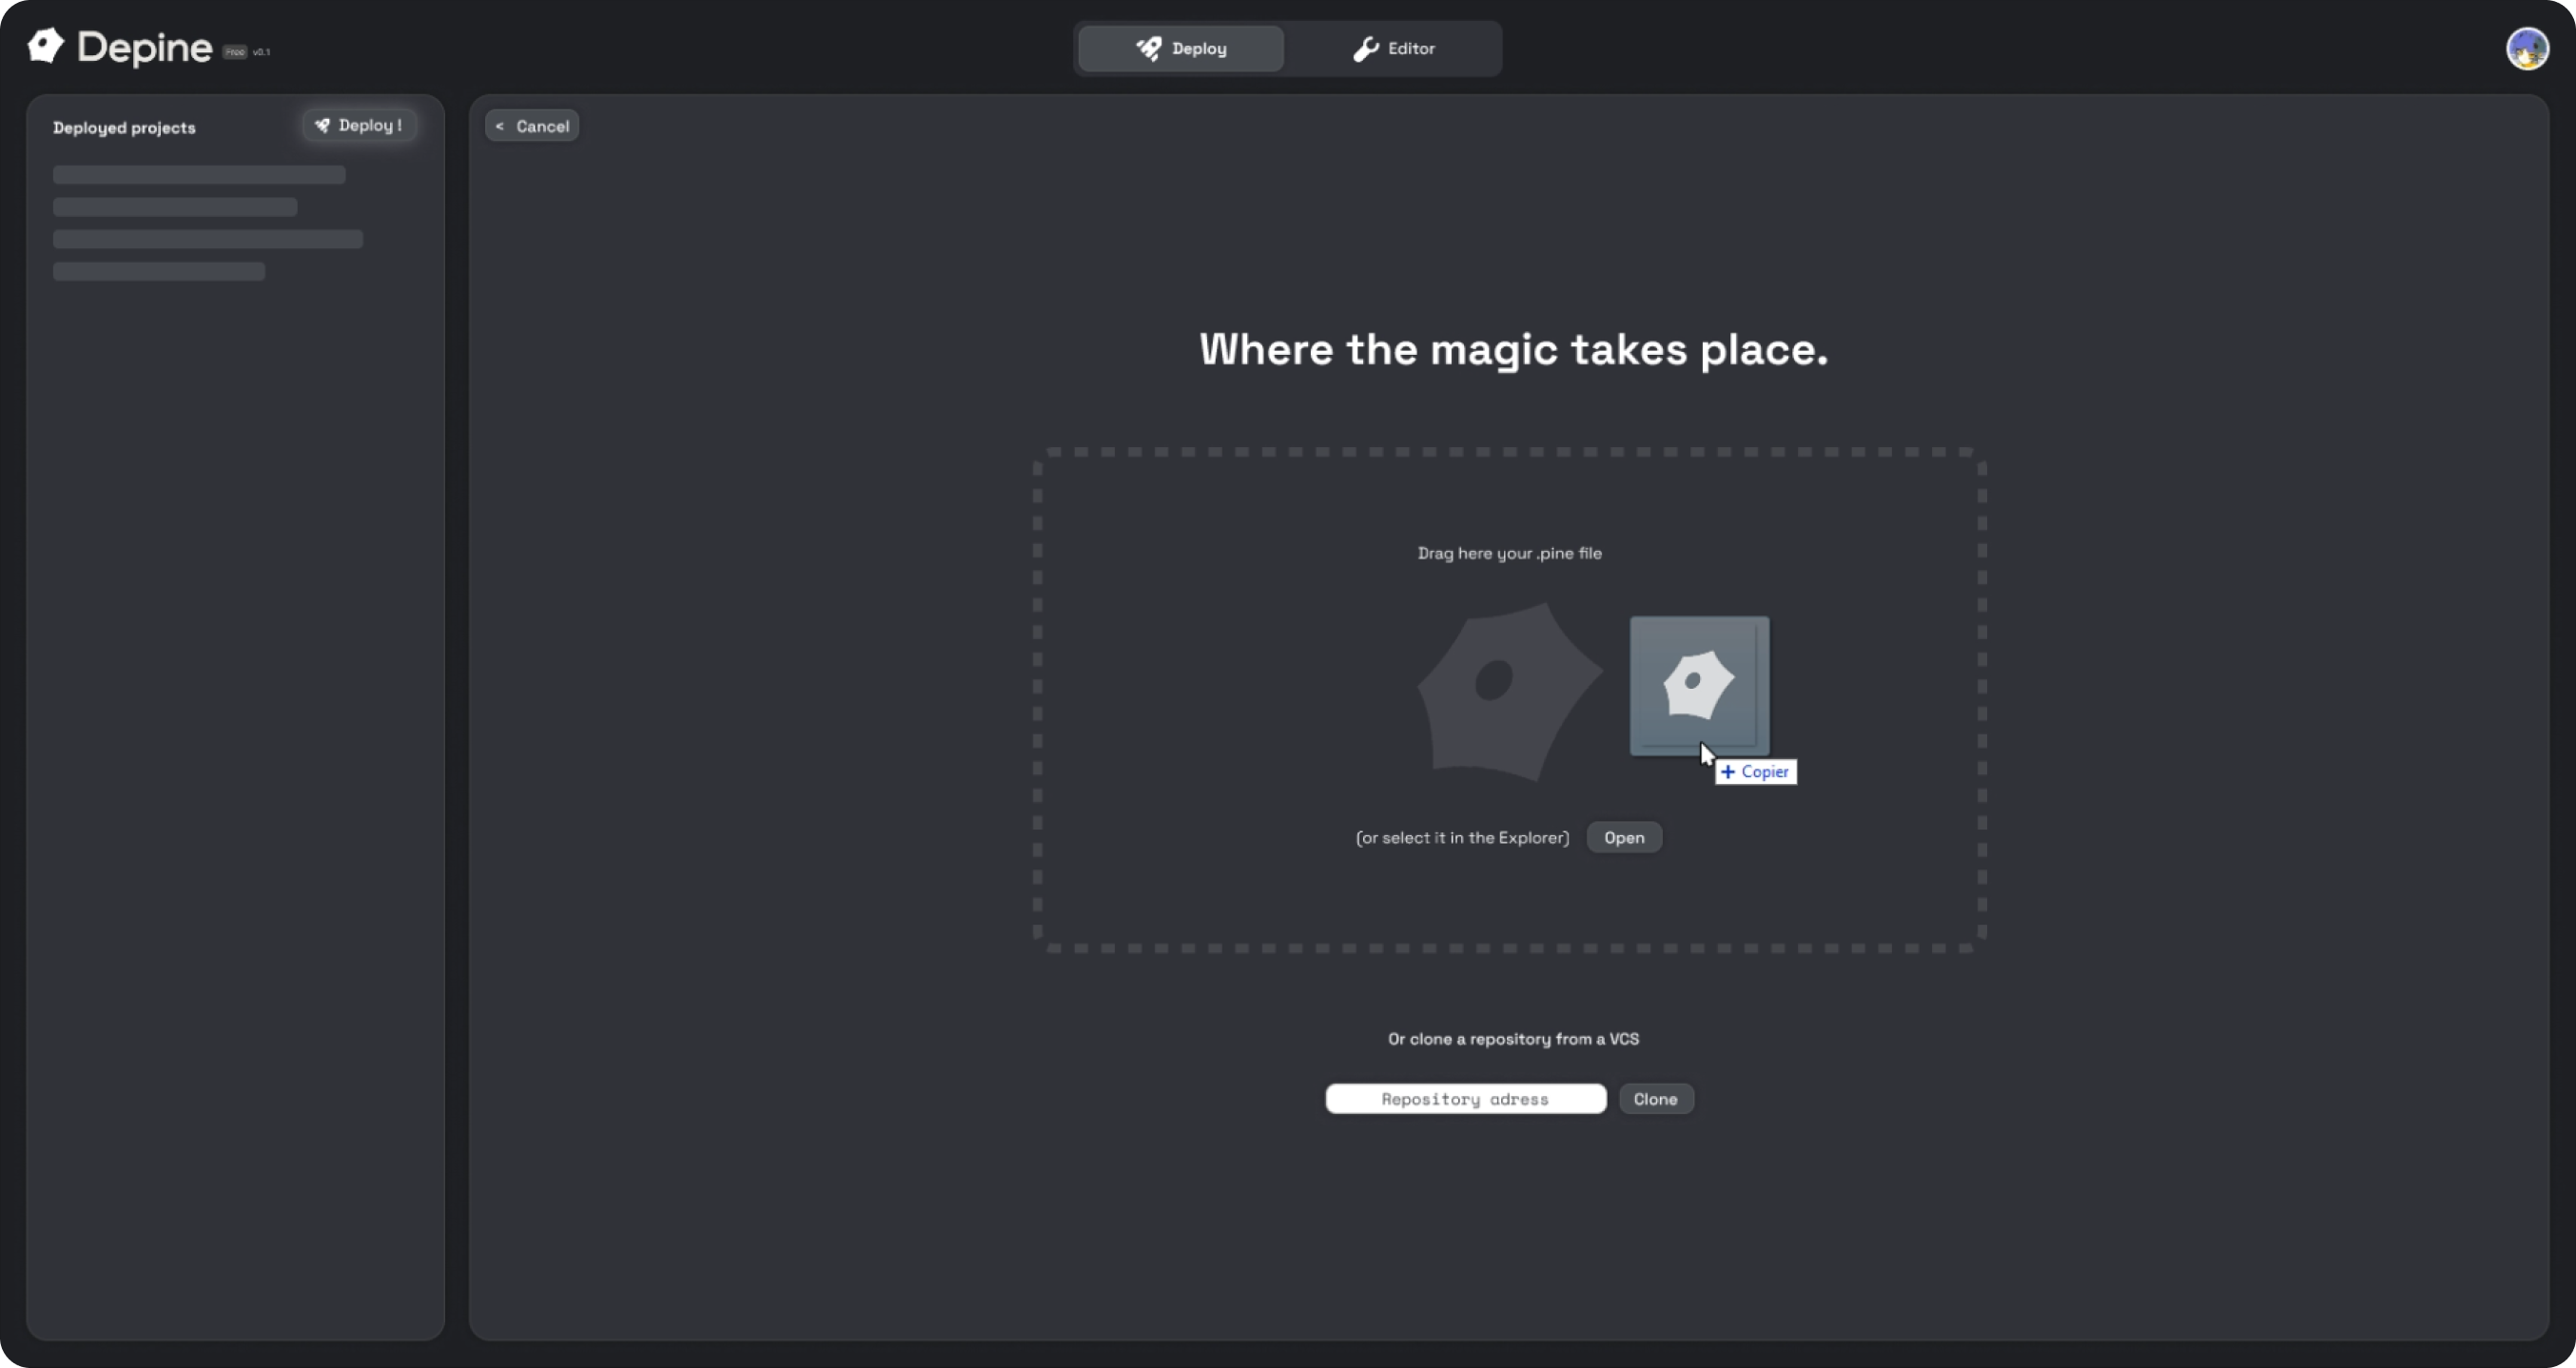 Depine Free v0.1
Deploy
Editor
Deployed projects
Deploy !
< Cancel
Where the magic takes place.
Drag here your .pine file
+ Copier
(or select it in the Explorer)
Open
Or clone a repository from a VCS
Repository adress
Clone